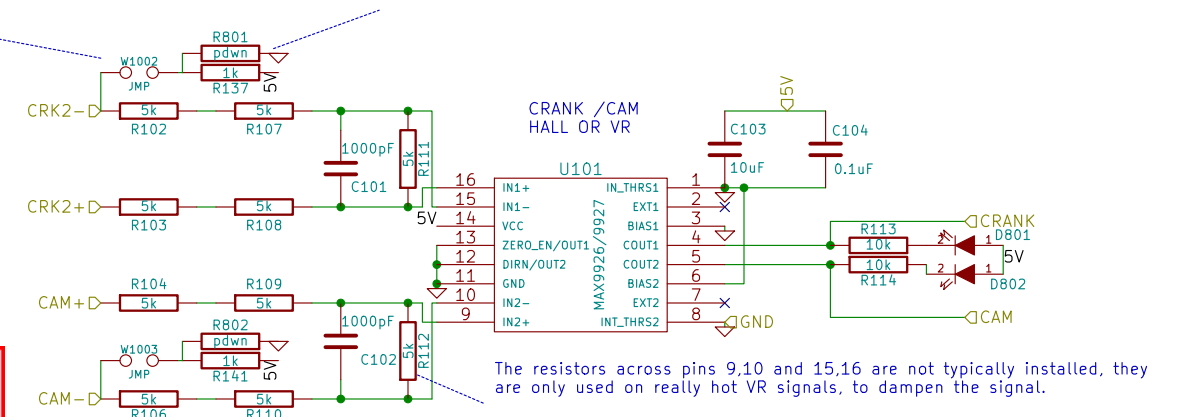 R801
pdwn
W1002
JMP
1k
R137
5V
CRK2-
5k
R102
5k
R107
1000pF
C101
5k
R111
CRK2+
5k
R103
5k
R108
CRANK /CAM
HALL OR VR
5V
C103
10uF
C104
0.1uF
U101
MAX9926/9927
16 IN1+
15 IN1-
5V
14 VCC
13 ZERO_EN/OUT1
12 DIRN/OUT2
11 GND
10 IN2-
9 IN2+
IN_THRS1 1
EXT1 2
BIAS1 3
COUT1 4
COUT2 5
BIAS2 6
EXT2 7
INT_THRS2 8
GND
CRANK
R113
10k
10k
R114
2 1
D801
5V
2 1
D802
CAM
R104
5k
R109
5k
CAM+
1000pF
C102
5k
R112
R802
pdwn
W1003
JMP
1k
R141
5V
CAM-
5k
R106
5k
R110
The resistors across pins 9,10 and 15,16 are not typically installed, they
are only used on really hot VR signals, to dampen the signal.